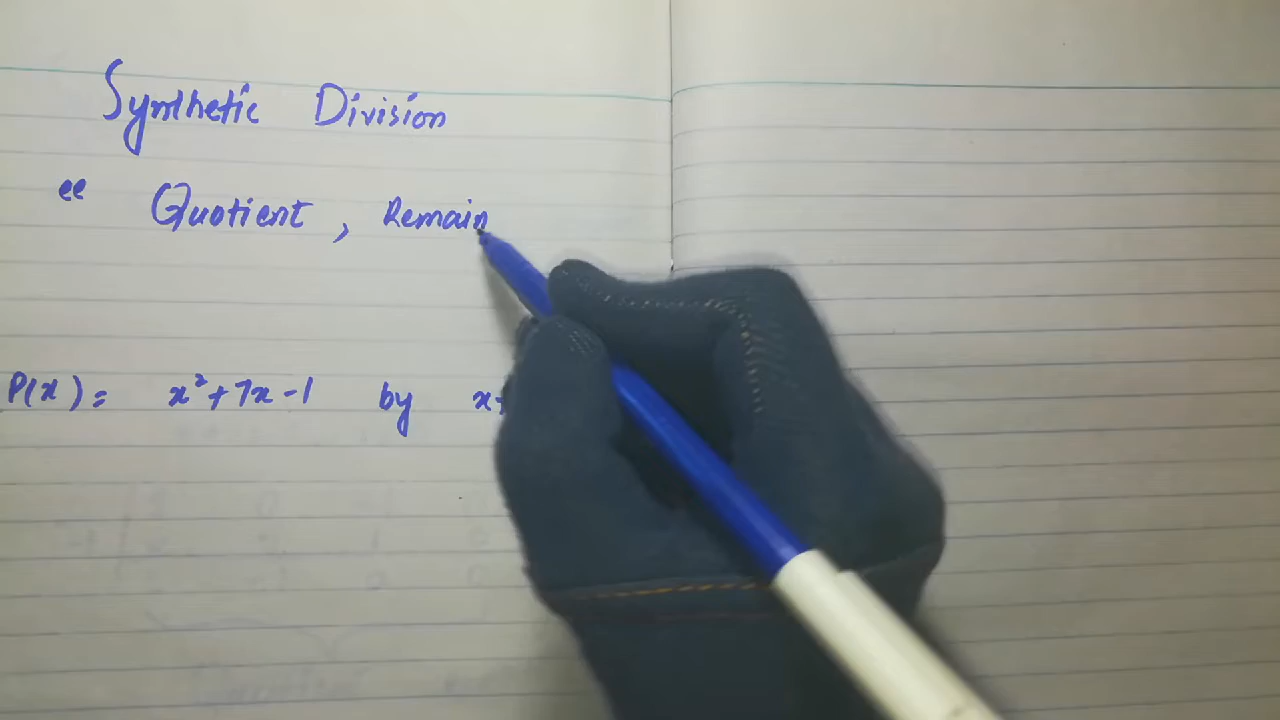 Synthetic Division
“ Quotient, Remain
P(x) = x² + 7x - 1 by x+